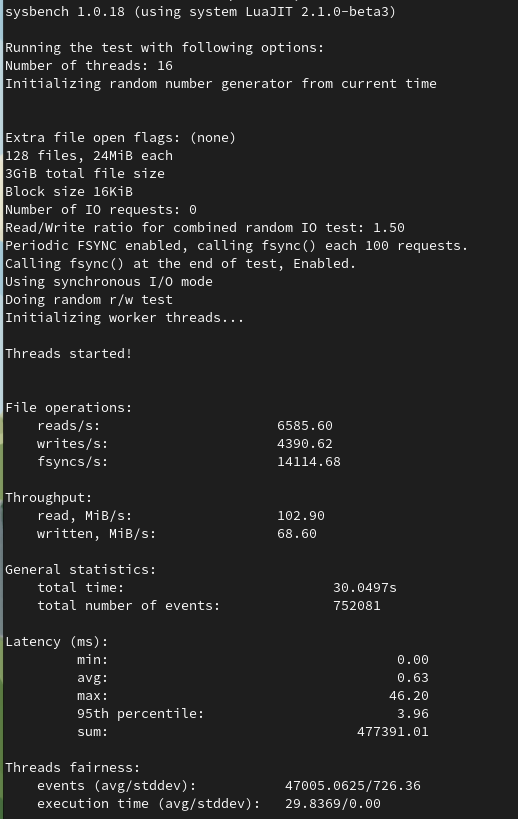 sysbench 1.0.18 (using system LuaJIT 2.1.0-beta3)
Running the test with following options:
Number of threads: 16
Initializing random number generator from current time
Extra file open flags: (none)
128 files, 24MiB each
3GiB total file size
Block size 16KiB
Number of IO requests: 0
Read/Write ratio for combined random IO test: 1.50
Periodic FSYNC enabled, calling fsync() each 100 requests.
Calling fsync() at the end of test, Enabled.
Using synchronous I/O mode
Doing random r/w test
Initializing worker threads...
Threads started!
File operations:
    reads/s:                      6585.60
    writes/s:                     4390.62
    fsyncs/s:                     14114.68
Throughput:
    read, MiB/s:                  102.90
    written, MiB/s:               68.60
General statistics:
    total time:                          30.0497s
    total number of events:              752081
Latency (ms):
         min:                                    0.00
         avg:                                    0.63
         max:                                   46.20
         95th percentile:                        3.96
         sum:                               477391.01
Threads fairness:
    events (avg/stddev):           47005.0625/726.36
    execution time (avg/stddev):   29.8369/0.00